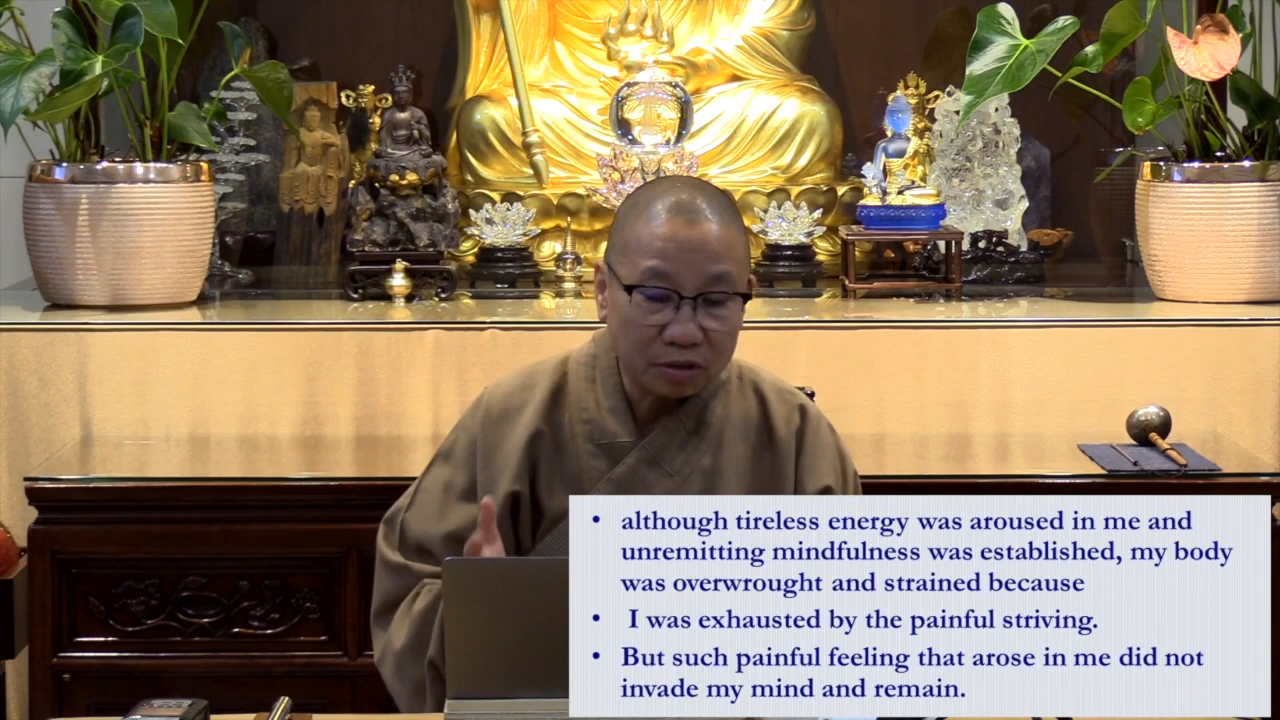 • although tireless energy was aroused in me and
unremitting mindfulness was established, my body
was overwrought and strained because
• I was exhausted by the painful striving.
• But such painful feeling that arose in me did not
invade my mind and remain.